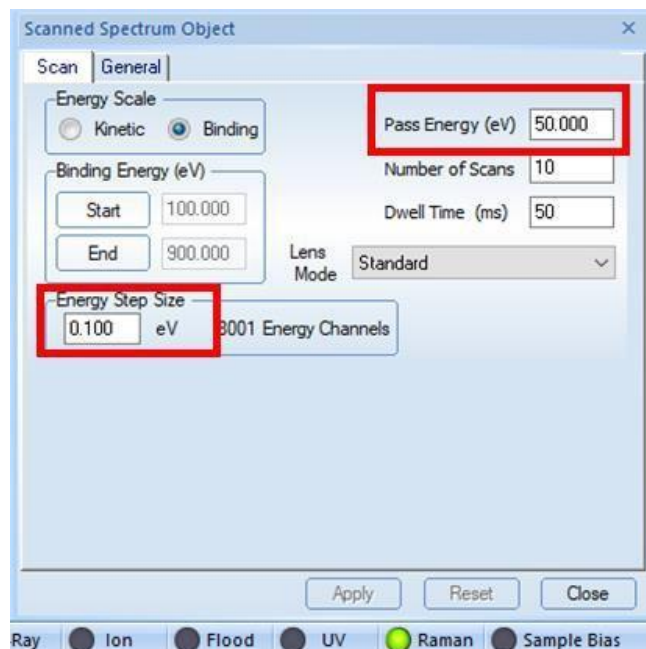 Scanned Spectrum Object
Scan General
Energy Scale
Kinetic Binding
Pass Energy (eV) 50.000
Binding Energy (eV)
Number of Scans 10
Start 100.000
Dwell Time (ms) 50
End 900.000
Lens Mode Standard
Energy Step Size
0.100 eV 8001 Energy Channels
Apply Reset Close
-Ray Ion Flood UV Raman Sample Bias